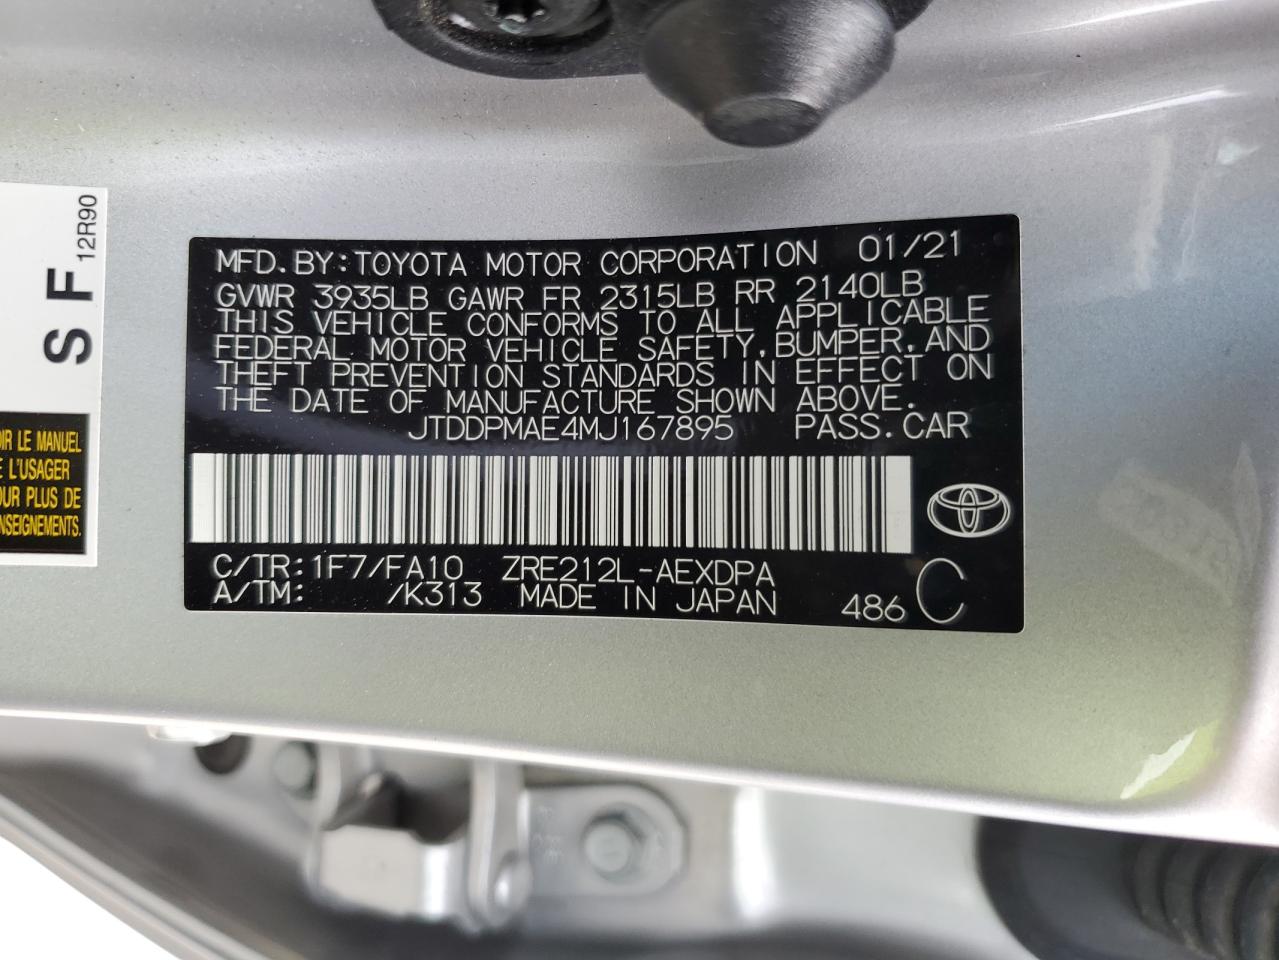 MFD.BY:TOYOTA MOTOR CORPORATION 01/21
GVWR 3935LB GAWR FR 2315LB RR 2140LB
THIS VEHICLE CONFORMS TO ALL APPLICABLE
FEDERAL MOTOR VEHICLE SAFETY,BUMPER,AND
THEFT PREVENTION STANDARDS IN EFFECT ON
THE DATE OF MANUFACTURE SHOWN ABOVE.
JTDDPMAE4MJ167895 PASS.CAR
C/TR:1F7/FA10 ZRE212L-AEXDPA
A/TM: /K313 MADE IN JAPAN 486 C
S F 12R90
LE MANUEL
L'USAGER
PLUS DE